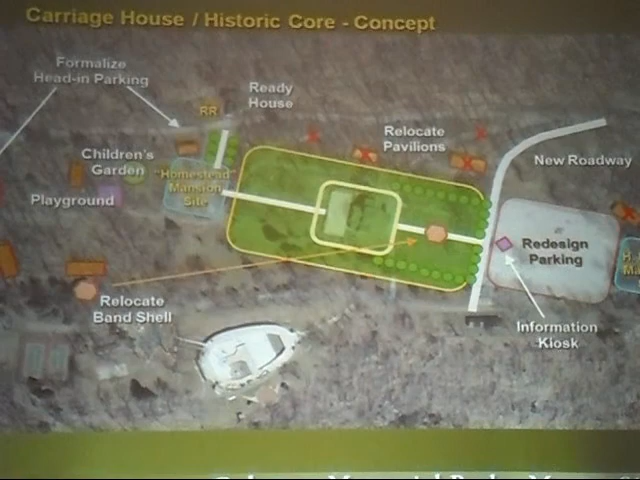 Carriage House / Historic Core - Concept
Formalize
Head-in Parking
Ready
House
RR
Relocate
Pavilions
New Roadway
Children's
Garden
"Homestead"
Mansion
Site
Playground
Redesign
Parking
Relocate
Band Shell
Information
Kiosk